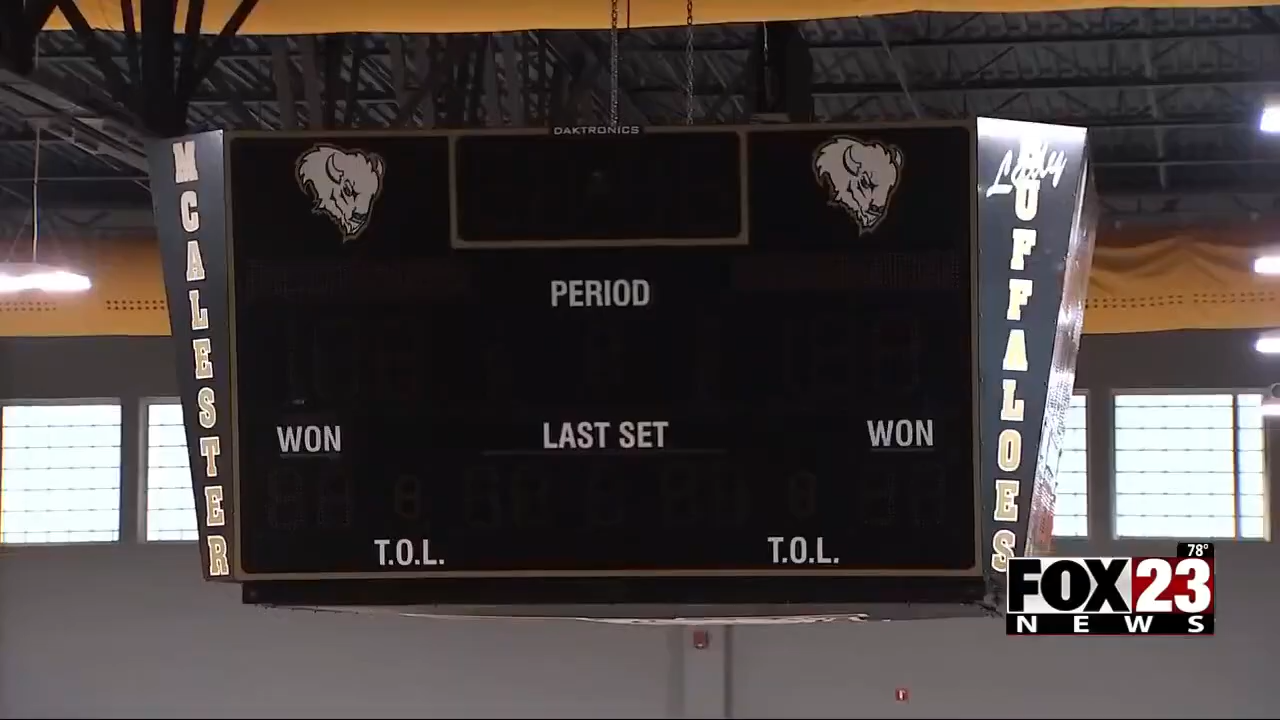 DAKTRONICS
MCALESTER
Lady
BUFFALOES
PERIOD
WON
LAST SET
WON
T.O.L.
T.O.L.
78°
FOX23
NEWS